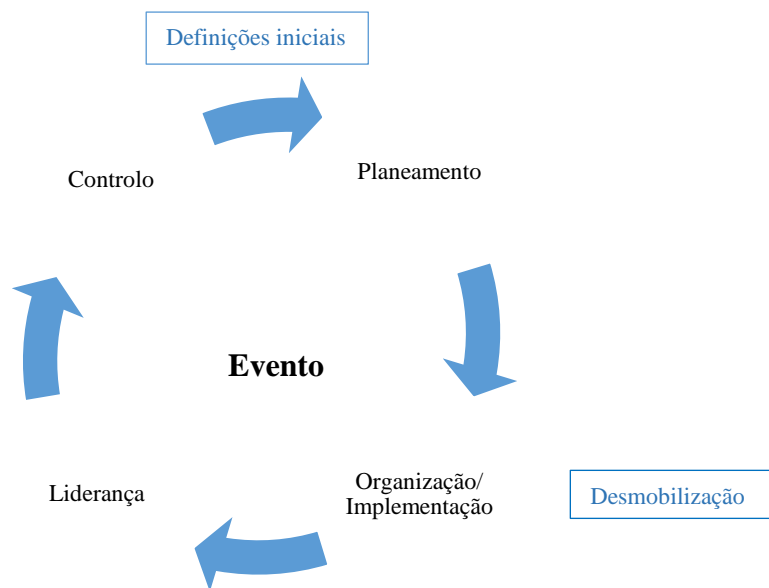 Definições iniciais
Controlo
Planeamento
Evento
Liderança
Organização/
Implementação
Desmobilização